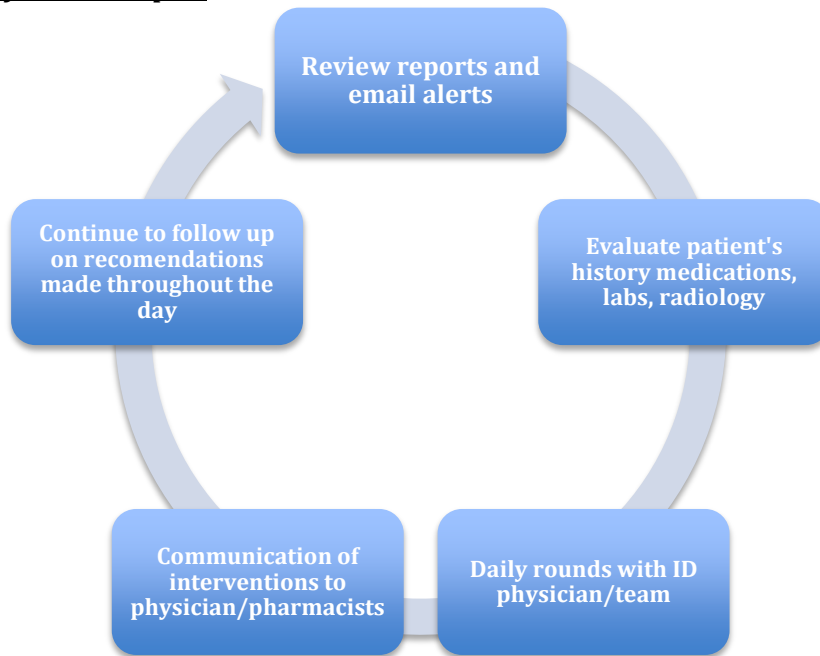 Review reports and
email alerts
Evaluate patient's
history medications,
labs, radiology
Daily rounds with ID
physician/team
Communication of
interventions to
physician/pharmacists
Continue to follow up
on recomendations
made throughout the
day